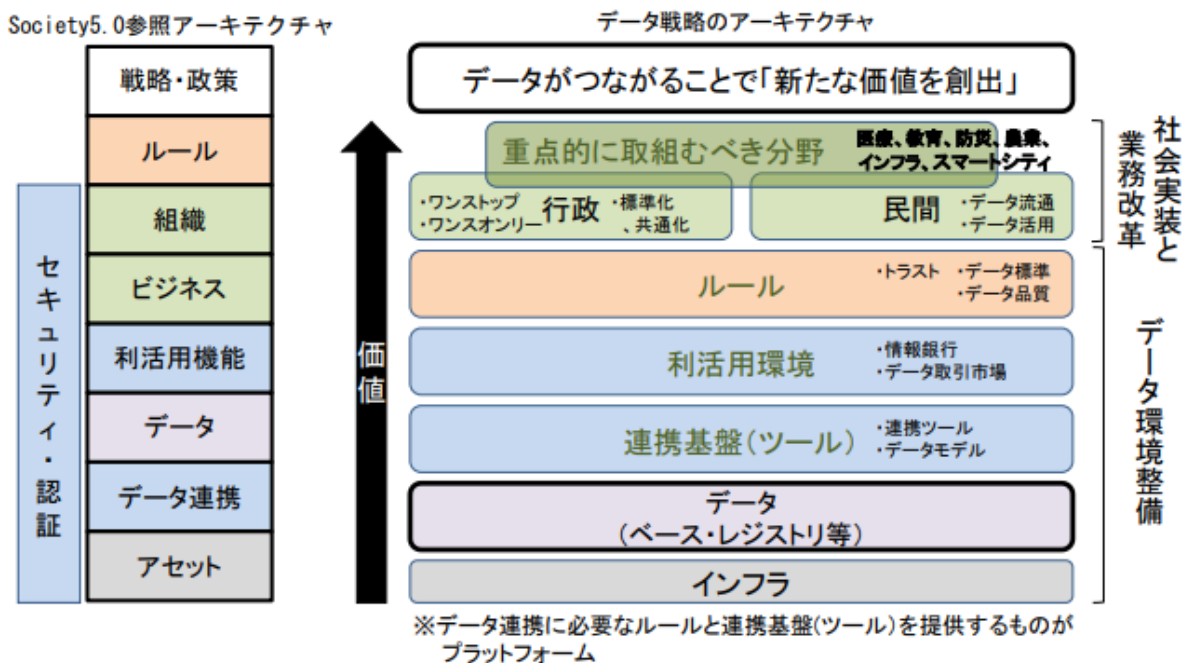 Society5.0参照アーキテクチャ
戦略・政策
ルール
組織
ビジネス
利活用機能
データ
データ連携
アセット
セキュリティ・認証
データ戦略のアーキテクチャ
データがつながることで「新たな価値を創出」
価値
重点的に取組むべき分野
医療、教育、防災、農業、
インフラ、スマートシティ
・ワンストップ
・ワンスオンリー
行政
・標準化
、共通化
民間
・データ流通
・データ活用
ルール
・トラスト
・データ標準
・データ品質
利活用環境
・情報銀行
・データ取引市場
連携基盤(ツール)
・連携ツール
・データモデル
データ
(ベース・レジストリ等)
インフラ
社会実装と
業務改革
データ環境整備
※データ連携に必要なルールと連携基盤(ツール)を提供するものが
プラットフォーム